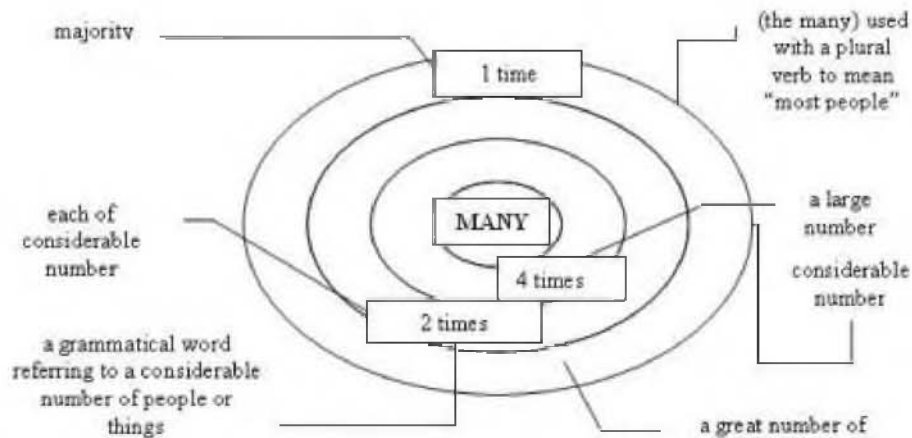 majority
1 time
(the many) used
with a plural
verb to mean
“most people”
each of
considerable
number
MANY
a large
number
4 times
considerable
number
2 times
a grammatical word
referring to a considerable
number of people or
things
a great number of